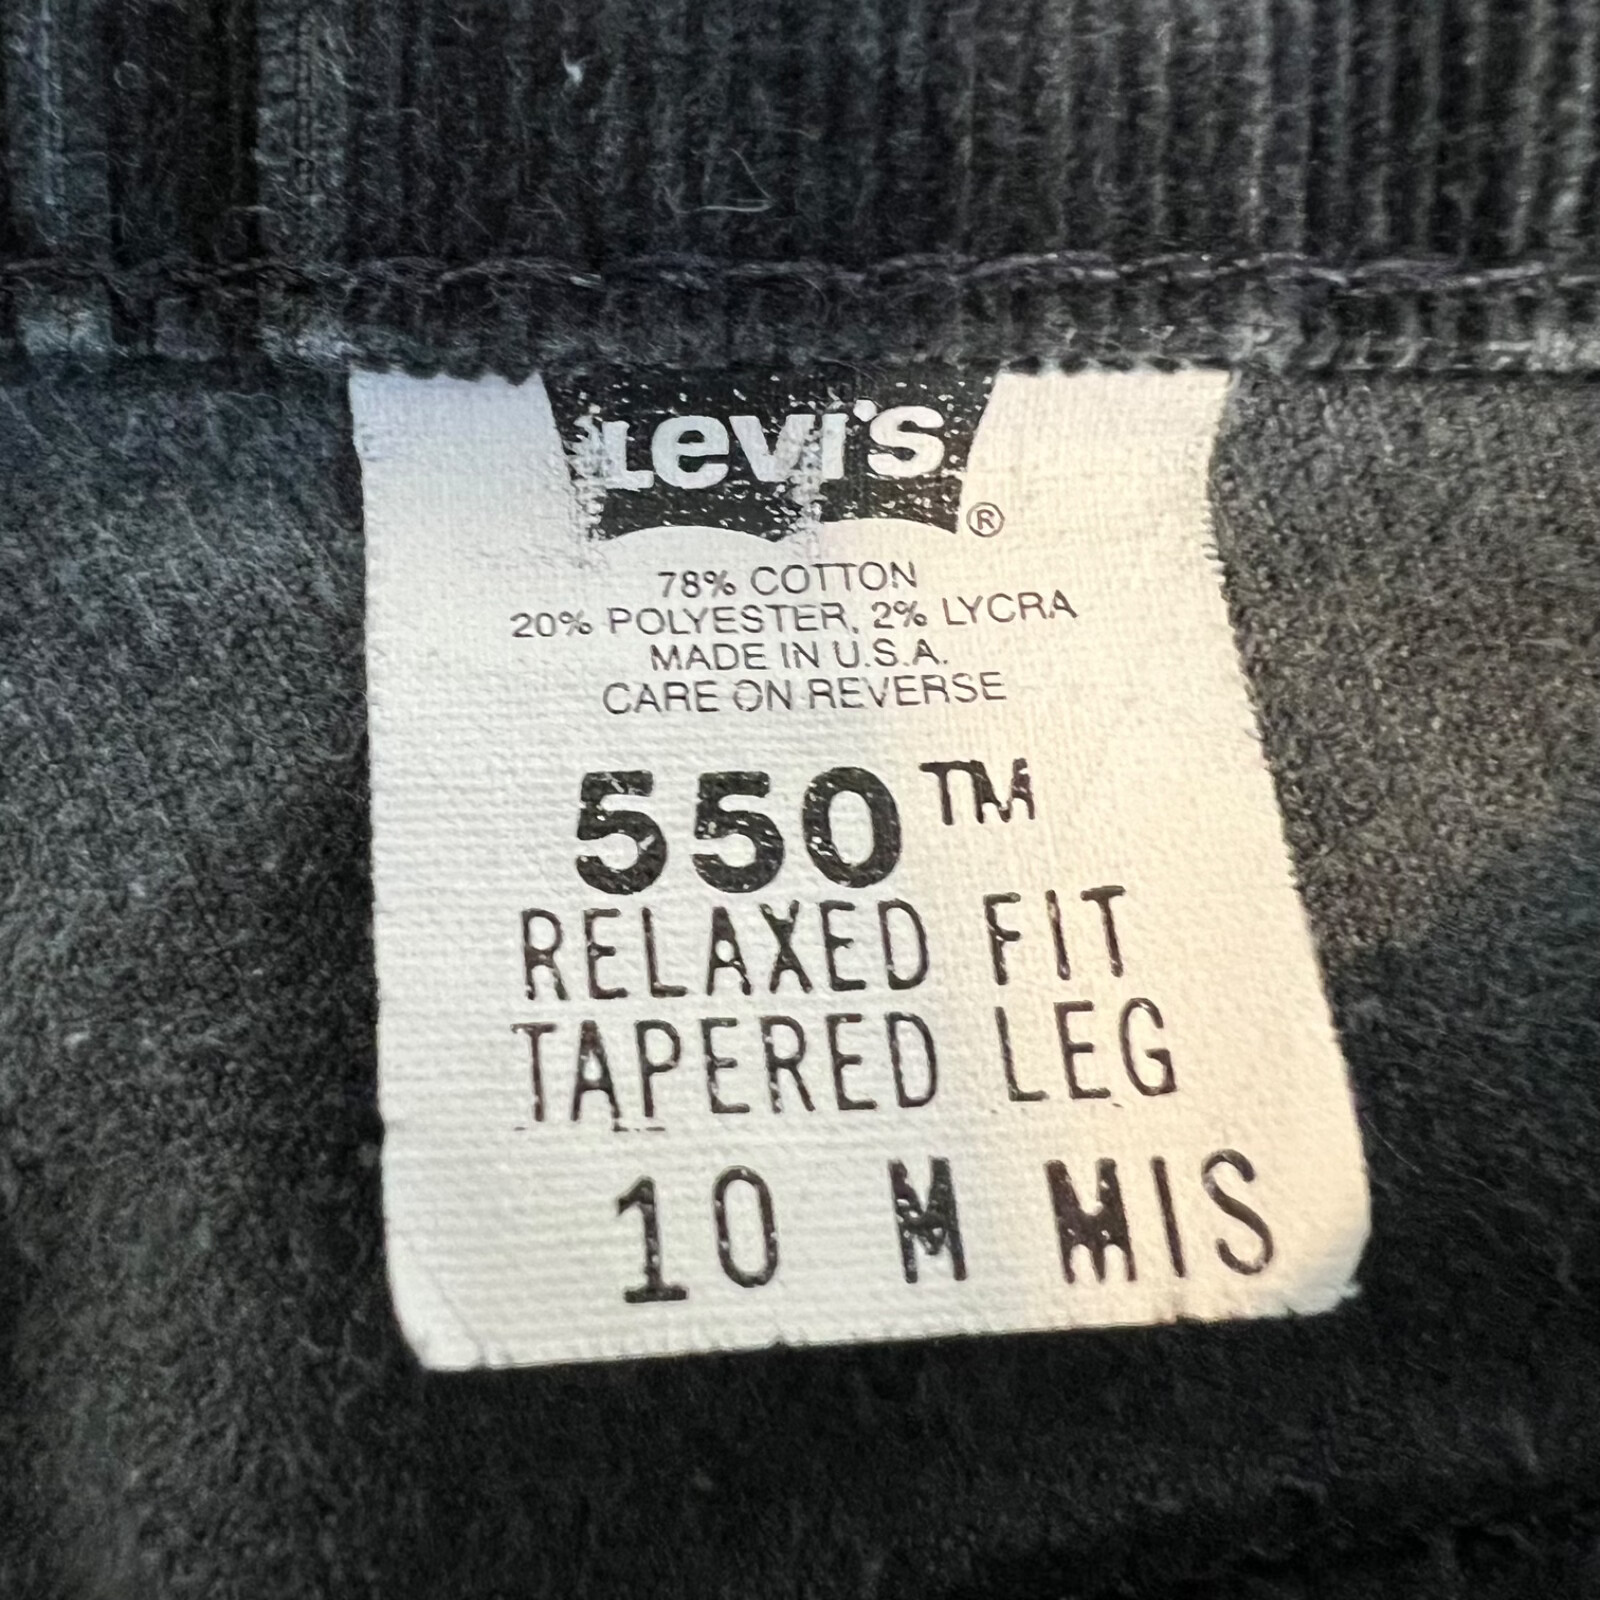 Levi's
®
78% COTTON
20% POLYESTER, 2% LYCRA
MADE IN U.S.A.
CARE ON REVERSE
550™
RELAXED FIT
TAPERED LEG
10 M MIS